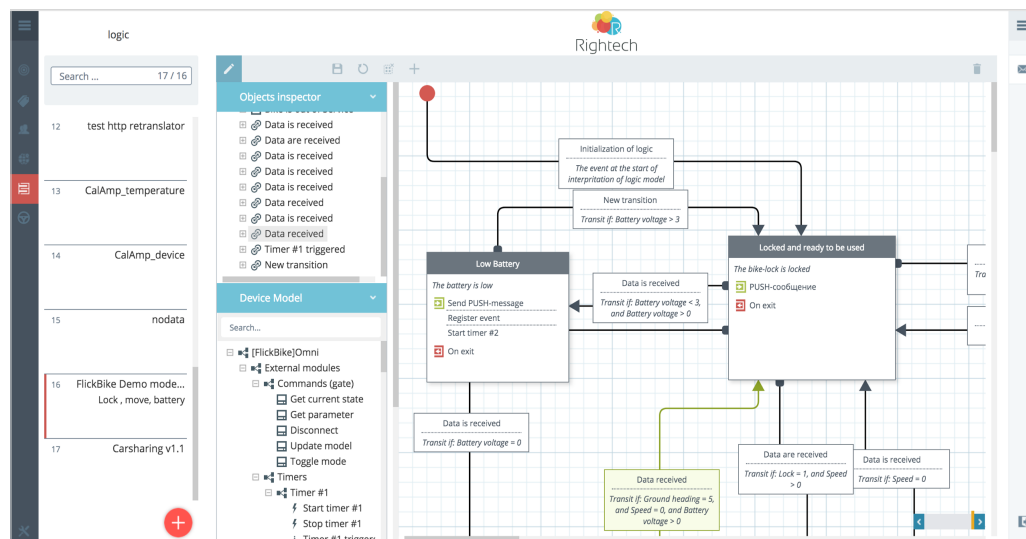 logic
Rightech
Search ...
17 / 16
12
test http retranslator
13
CalAmp_temperature
14
CalAmp_device
15
nodata
16
FlickBike Demo mode...
Lock , move, battery
17
Carsharing v1.1
Objects inspector
Data is received
Data are received
Data is received
Data is received
Data is received
Data received
Data is received
Data received
Timer #1 triggered
New transition
Device Model
Search...
[FlickBike]Omni
External modules
Commands (gate)
Get current state
Get parameter
Disconnect
Update model
Toggle mode
Timers
Timer #1
Start timer #1
Stop timer #1
Initialization of logic
The event at the start of
interpritation of logic model
New transition
Transit if: Battery voltage > 3
Low Battery
The battery is low
Send PUSH-message
Register event
Start timer #2
On exit
Data is received
Transit if: Battery voltage < 3,
and Battery voltage > 0
Locked and ready to be used
The bike-lock is locked
PUSH-сообщение
On exit
Tra
Data is received
Transit if: Battery voltage = 0
Data received
Transit if: Ground heading = 5,
and Speed = 0, and Battery
voltage > 0
Data are received
Transit if: Lock = 1, and Speed
> 0
Data is received
Transit if: Speed = 0